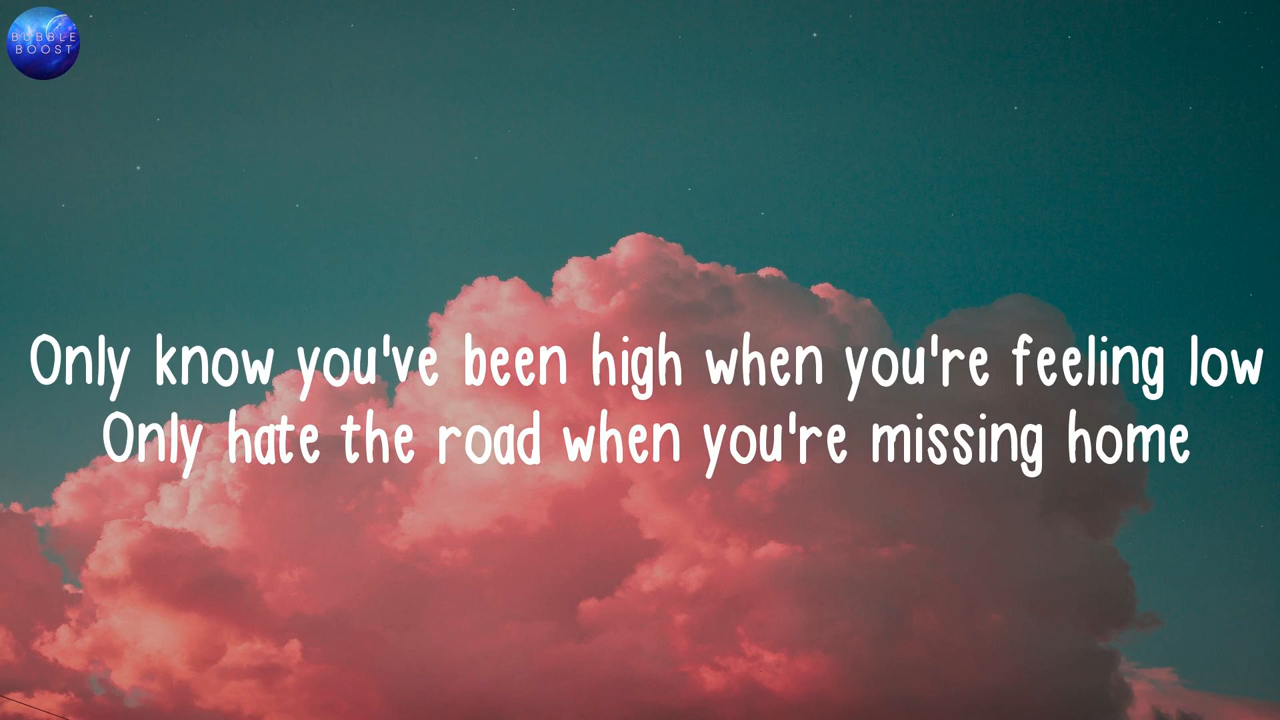 BUBBLE
BOOST
Only know you've been high when you're feeling low
Only hate the road when you're missing home